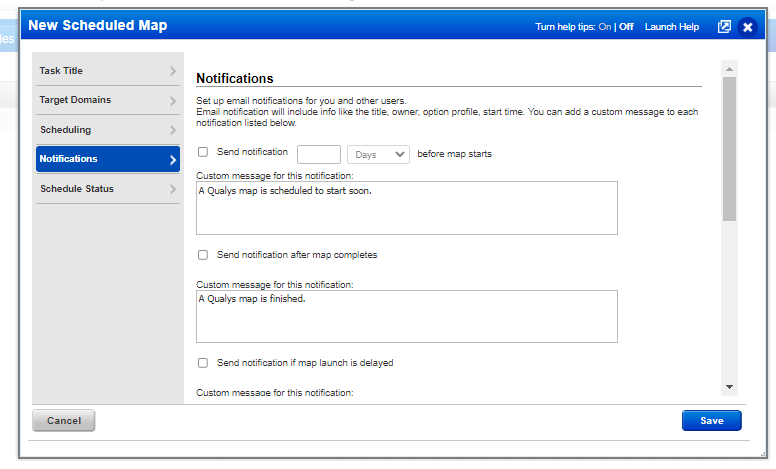 New Scheduled Map
Turn help tips: On | Off Launch Help
les
Task Title
Target Domains
Scheduling
Notifications
Schedule Status
Notifications
Set up email notifications for you and other users.
Email notification will include info like the title, owner, option profile, start time. You can add a custom message to each
notification listed below.
Send notification Days before map starts
Custom message for this notification:
A Qualys map is scheduled to start soon.
Send notification after map completes
Custom message for this notification:
A Qualys map is finished.
Send notification if map launch is delayed
Custom message for this notification:
Cancel
Save